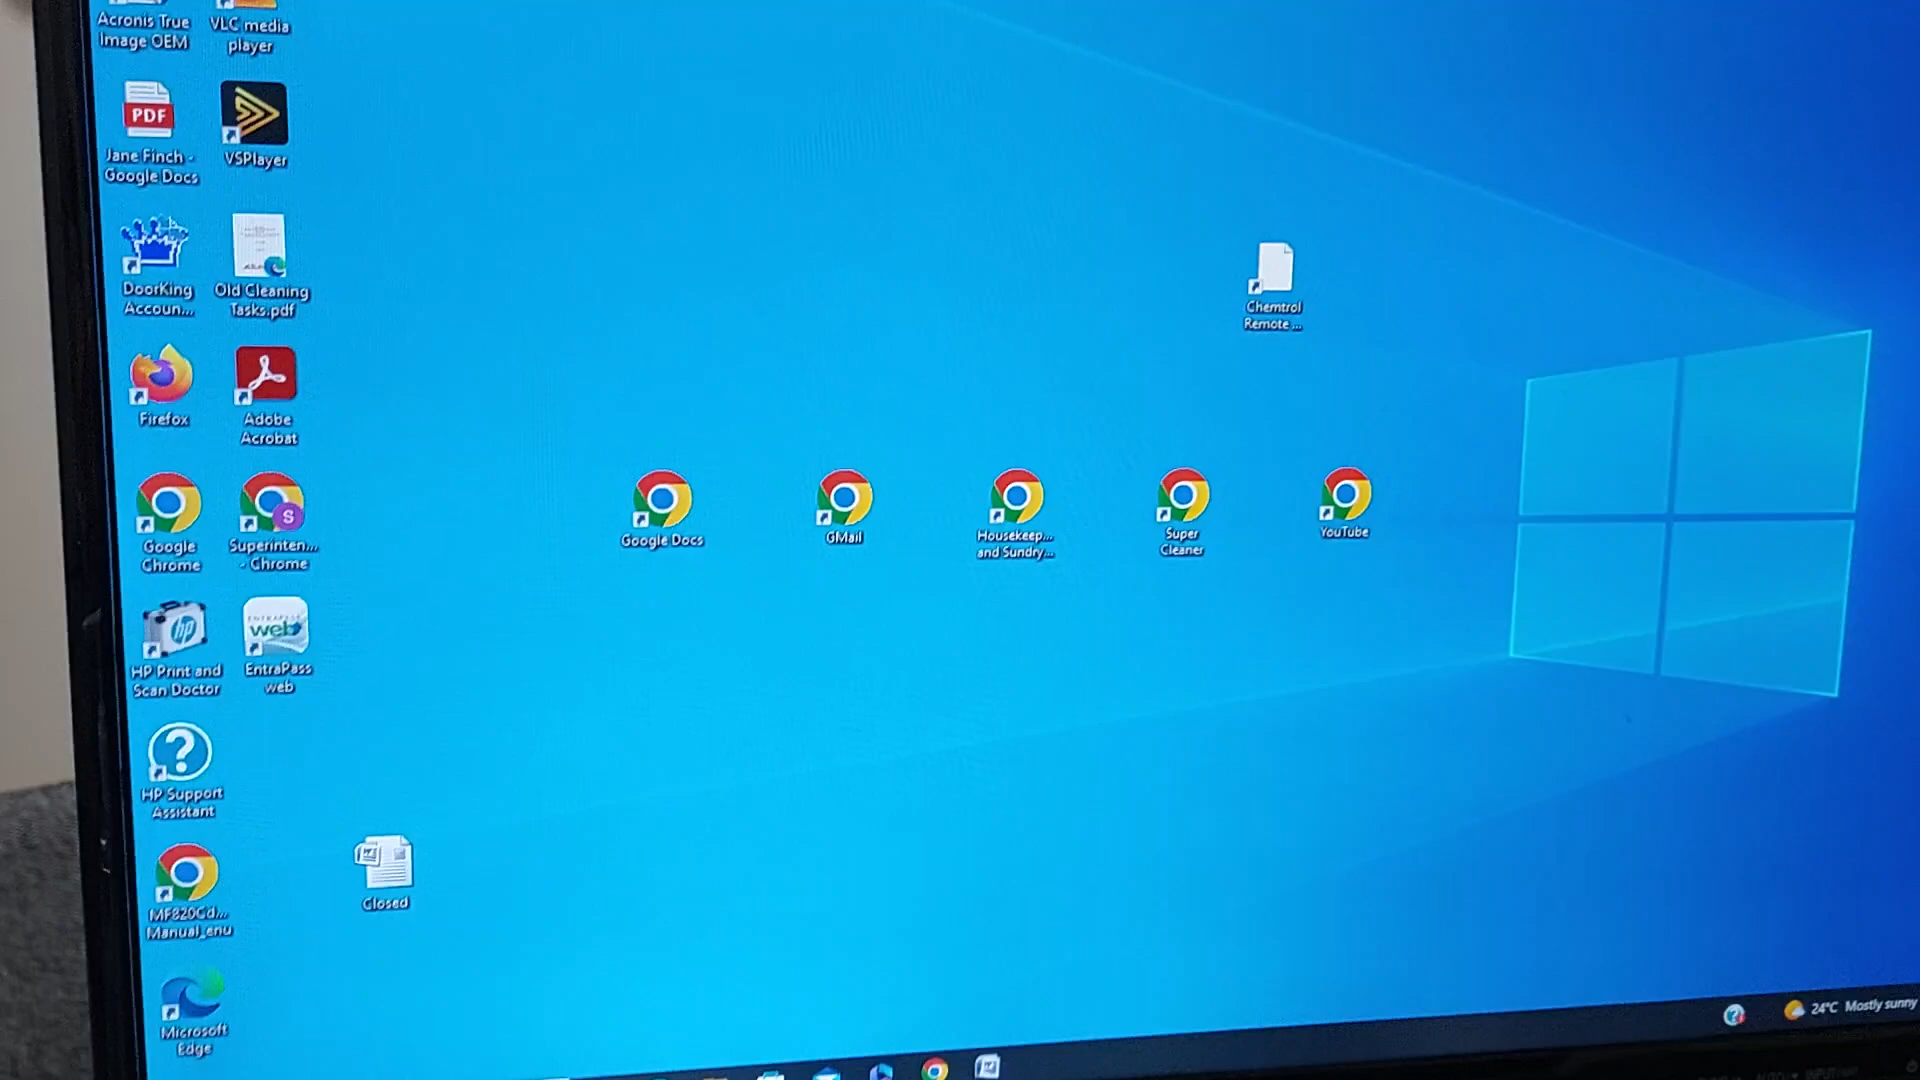 Acronis True
Image OEM
VLC media
player
PDF
Jane Finch -
Google Docs
VSPlayer
DoorKing
Accoun...
Old Cleaning
Tasks.pdf
Chemtrol
Remote ...
Firefox
Adobe
Acrobat
Google
Chrome
S
Superinten...
- Chrome
Google Docs
GMail
Housekeep...
and Sundry...
Super
Cleaner
YouTube
hp
HP Print and
Scan Doctor
ENTRAPASS
web
EntraPass
web
?
HP Support
Assistant
MF820Cd...
Manual_enu
Closed
Microsoft
Edge
24°C Mostly sunny